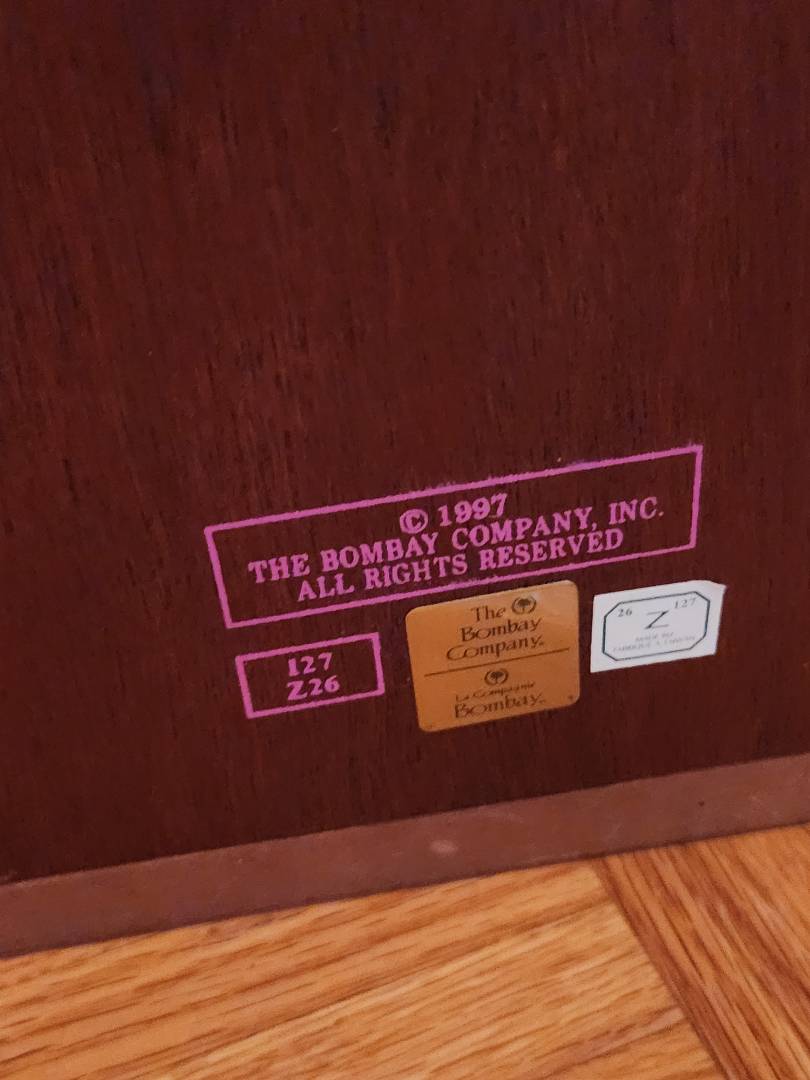 © 1997
THE BOMBAY COMPANY, INC.
ALL RIGHTS RESERVED
127
Z26
The
Bombay
Company
La Compagnie
Bombay
26 Z 127